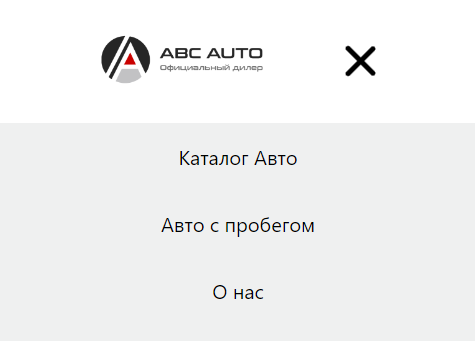 ABC AUTO
Официальный дилер
Каталог Авто
Авто с пробегом
О нас